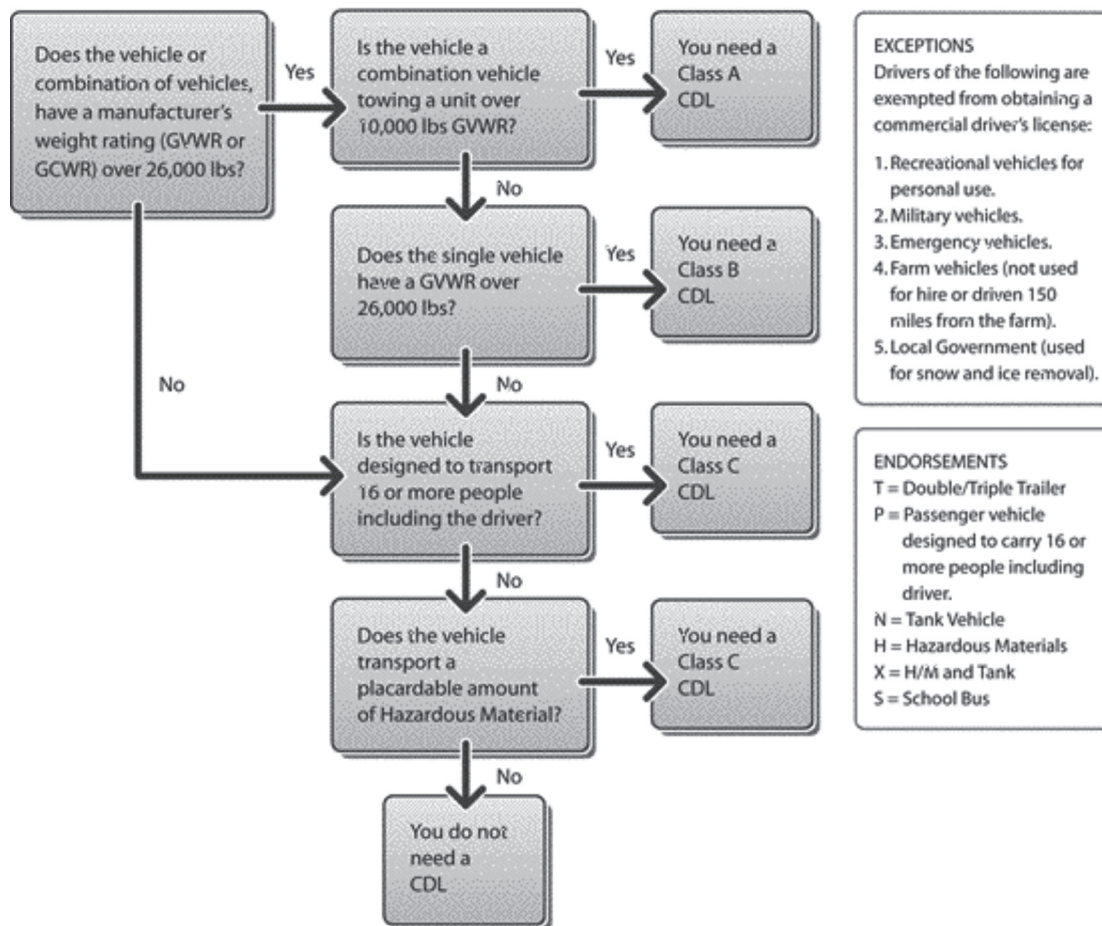 Does the vehicle or
combination of vehicles,
have a manufacturer's
weight rating (GVWR or
GCWR) over 26,000 lbs?
Yes
Is the vehicle a
combination vehicle
towing a unit over
10,000 lbs GVWR?
Yes
You need a
Class A
CDL
No
Does the single vehicle
have a GVWR over
26,000 lbs?
Yes
You need a
Class B
CDL
No
No
Is the vehicle
designed to transport
16 or more people
including the driver?
Yes
You need a
Class C
CDL
No
Does the vehicle
transport a
placardable amount
of Hazardous Material?
Yes
You need a
Class C
CDL
No
You do not
need a
CDL
EXCEPTIONS
Drivers of the following are
exempted from obtaining a
commercial driver's license:
1. Recreational vehicles for
personal use.
2. Military vehicles.
3. Emergency vehicles.
4. Farm vehicles (not used
for hire or driven 150
miles from the farm).
5. Local Government (used
for snow and ice removal).
ENDORSEMENTS
T = Double/Triple Trailer
P = Passenger vehicle
designed to carry 16 or
more people including
driver.
N = Tank Vehicle
H = Hazardous Materials
X = H/M and Tank
S = School Bus